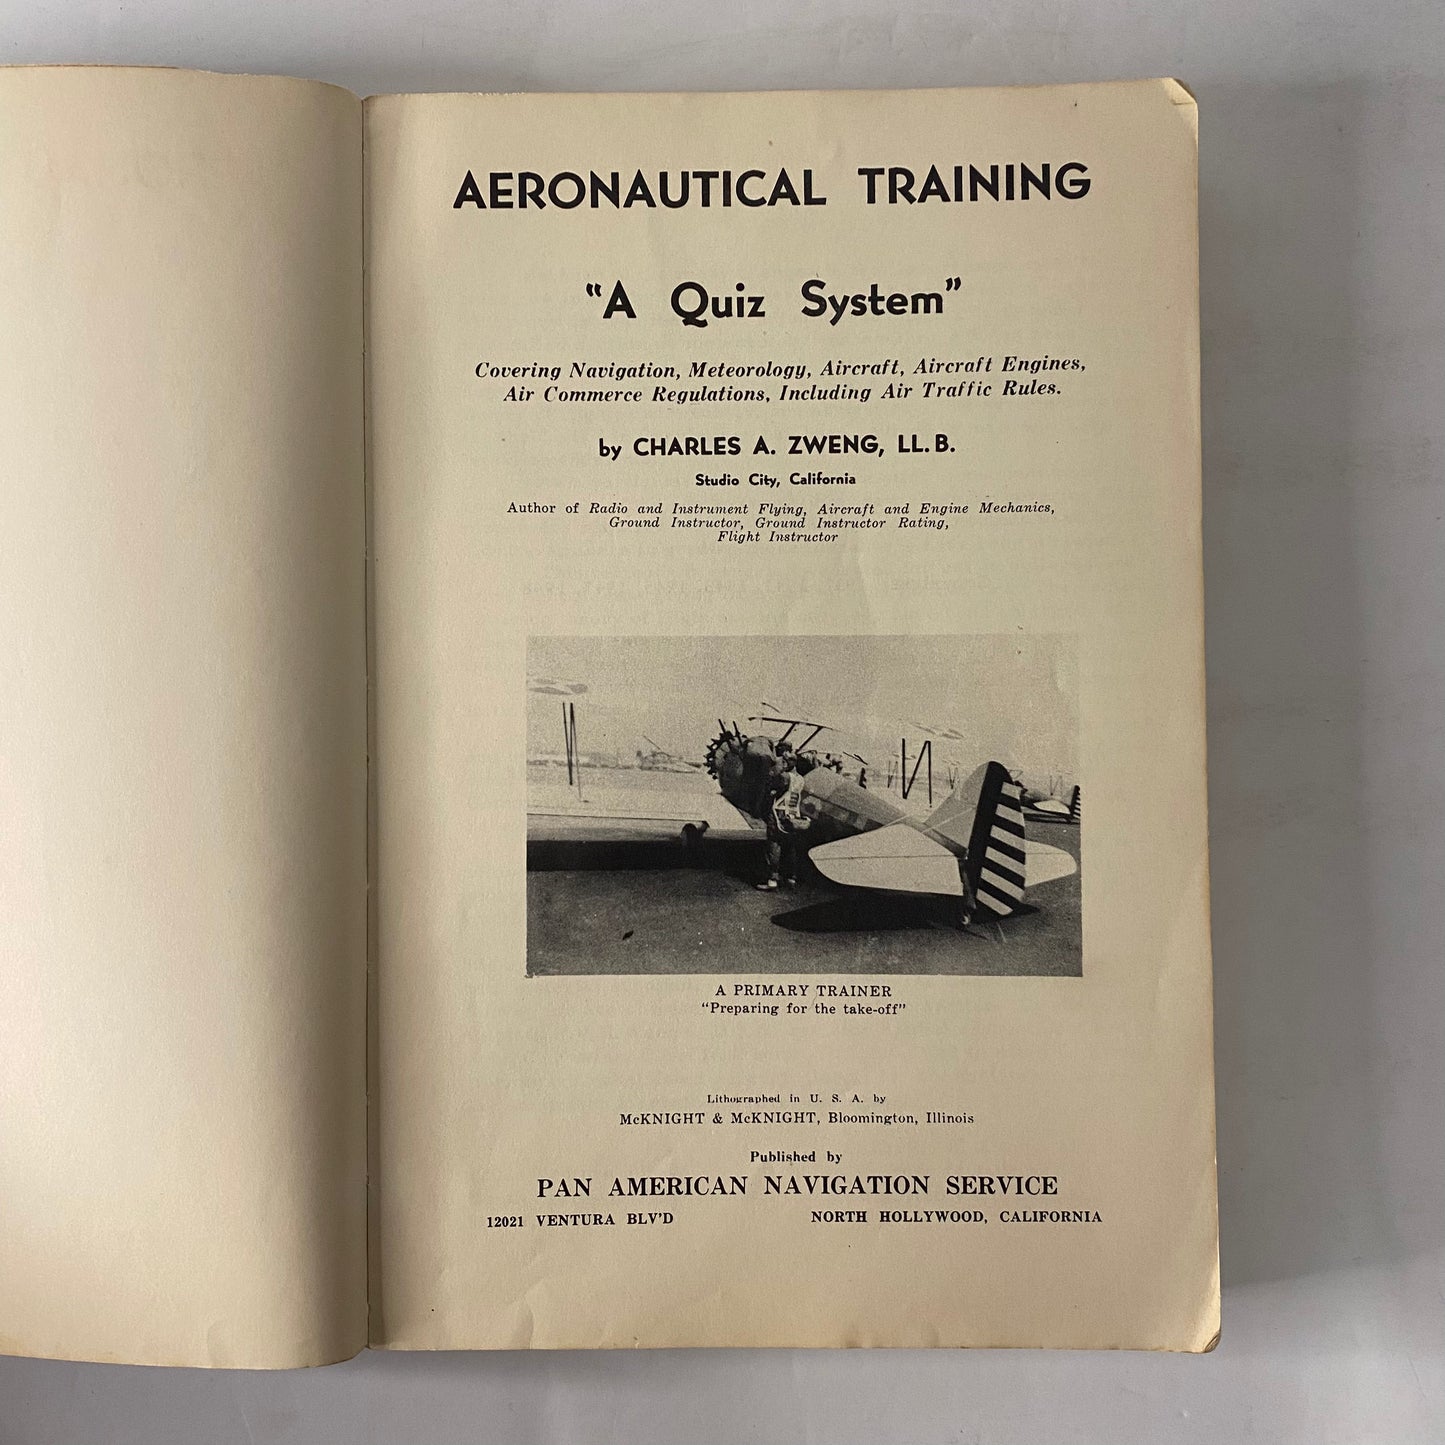 AERONAUTICAL TRAINING
"A Quiz System"
Covering Navigation, Meteorology, Aircraft, Aircraft Engines,
Air Commerce Regulations, Including Air Traffic Rules.
by CHARLES A. ZWENG, LL.B.
Studio City, California
Author of Radio and Instrument Flying, Aircraft and Engine Mechanics,
Ground Instructor, Ground Instructor Rating,
Flight Instructor
A PRIMARY TRAINER
"Preparing for the take-off"
Lithographed in U. S. A. by
McKNIGHT & McKNIGHT, Bloomington, Illinois
Published by
PAN AMERICAN NAVIGATION SERVICE
12021 VENTURA BLV'D NORTH HOLLYWOOD, CALIFORNIA